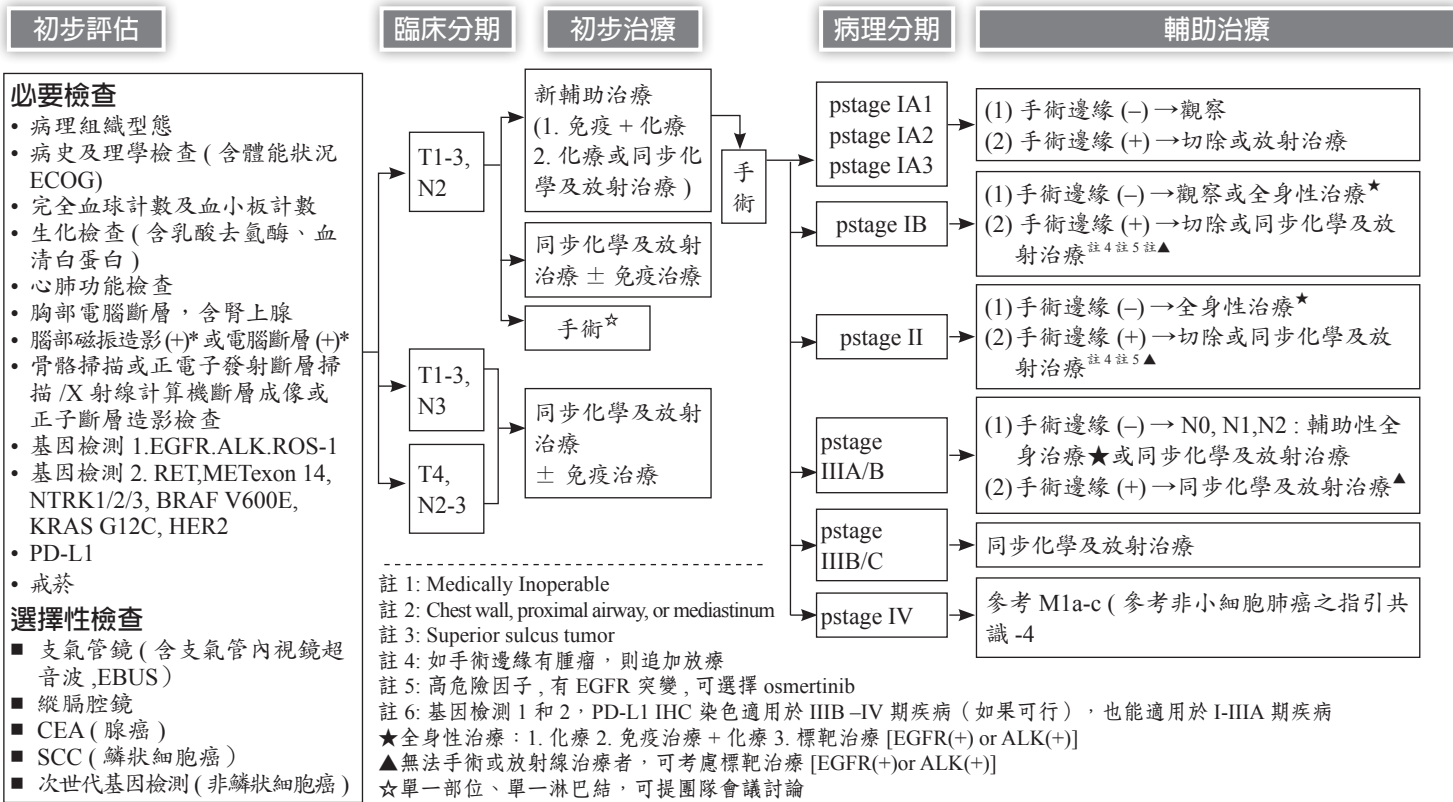 初步評估
臨床分期
初步治療
病理分期
輔助治療
必要檢查
• 病理組織型態
• 病史及理學檢查 ( 含體能狀況
ECOG)
• 完全血球計數及血小板計數
• 生化檢查 ( 含乳酸去氫酶、血
清白蛋白 )
• 心肺功能檢查
• 胸部電腦斷層，含腎上腺
• 腦部磁振造影 (+)* 或電腦斷層 (+)*
• 骨骼掃描或正電子發射斷層掃
描 /X 射線計算機斷層成像或
正子斷層造影檢查
• 基因檢測 1.EGFR.ALK.ROS-1
• 基因檢測 2. RET,METexon 14,
NTRK1/2/3, BRAF V600E,
KRAS G12C, HER2
• PD-L1
• 戒菸
選擇性檢查
■ 支氣管鏡 ( 含支氣管內視鏡超
音波 ,EBUS）
■ 縱膈腔鏡
■ CEA ( 腺癌 )
■ SCC ( 鱗狀細胞癌）
■ 次世代基因檢測 ( 非鱗狀細胞癌 )
T1-3,
N2
T1-3,
N3
T4,
N2-3
新輔助治療
(1. 免疫 + 化療
2. 化療或同步化
學及放射治療 )
同步化學及放射
治療 ± 免疫治療
手術☆
同步化學及放射
治療
± 免疫治療
手
術
pstage IA1
pstage IA2
pstage IA3
(1) 手術邊緣 (–) →觀察
(2) 手術邊緣 (+) →切除或放射治療
pstage IB
(1) 手術邊緣 (–) →觀察或全身性治療★
(2) 手術邊緣 (+) →切除或同步化學及放
射治療註 4 註 5 註▲
pstage II
(1) 手術邊緣 (–) →全身性治療★
(2) 手術邊緣 (+) →切除或同步化學及放
射治療註 4 註 5 ▲
pstage
IIIA/B
(1) 手術邊緣 (–) → N0, N1,N2 : 輔助性全
身治療★或同步化學及放射治療
(2) 手術邊緣 (+) →同步化學及放射治療▲
pstage
IIIB/C
同步化學及放射治療
pstage IV
參考 M1a-c ( 參考非小細胞肺癌之指引共
識 -4
註 1: Medically Inoperable
註 2: Chest wall, proximal airway, or mediastinum
註 3: Superior sulcus tumor
註 4: 如手術邊緣有腫瘤，則追加放療
註 5: 高危險因子 , 有 EGFR 突變 , 可選擇 osmertinib
註 6: 基因檢測 1 和 2，PD-L1 IHC 染色適用於 IIIB –IV 期疾病（如果可行），也能適用於 I-IIIA 期疾病
★全身性治療：1. 化療 2. 免疫治療 + 化療 3. 標靶治療 [EGFR(+) or ALK(+)]
▲無法手術或放射線治療者，可考慮標靶治療 [EGFR(+)or ALK(+)]
☆單一部位、單一淋巴結，可提團隊會議討論